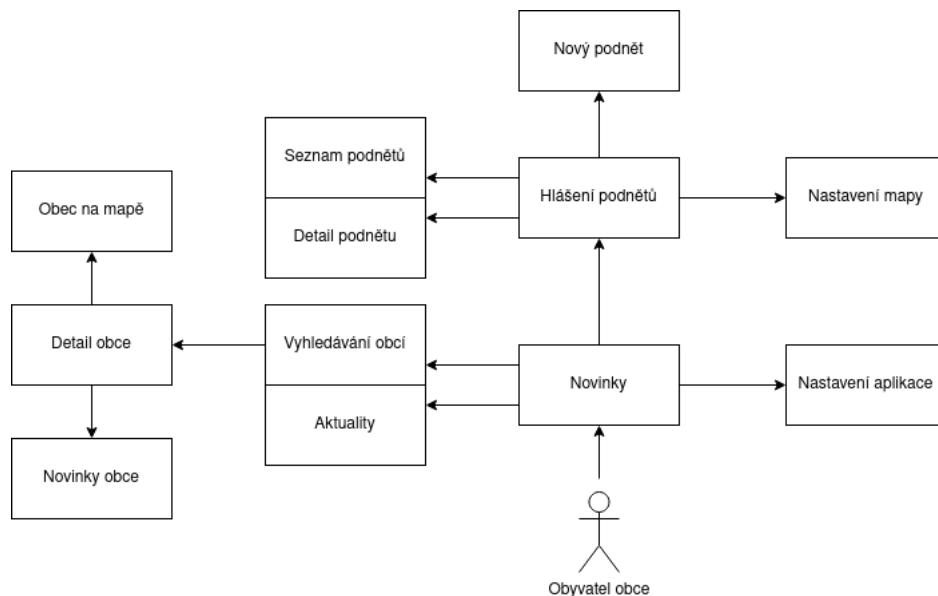 Nový podnět
Seznam podnětů
Hlášení podnětů
Nastavení mapy
Obec na mapě
Detail podnětu
Detail obce
Vyhledávání obcí
Novinky
Nastavení aplikace
Aktuality
Novinky obce
Obyvatel obce